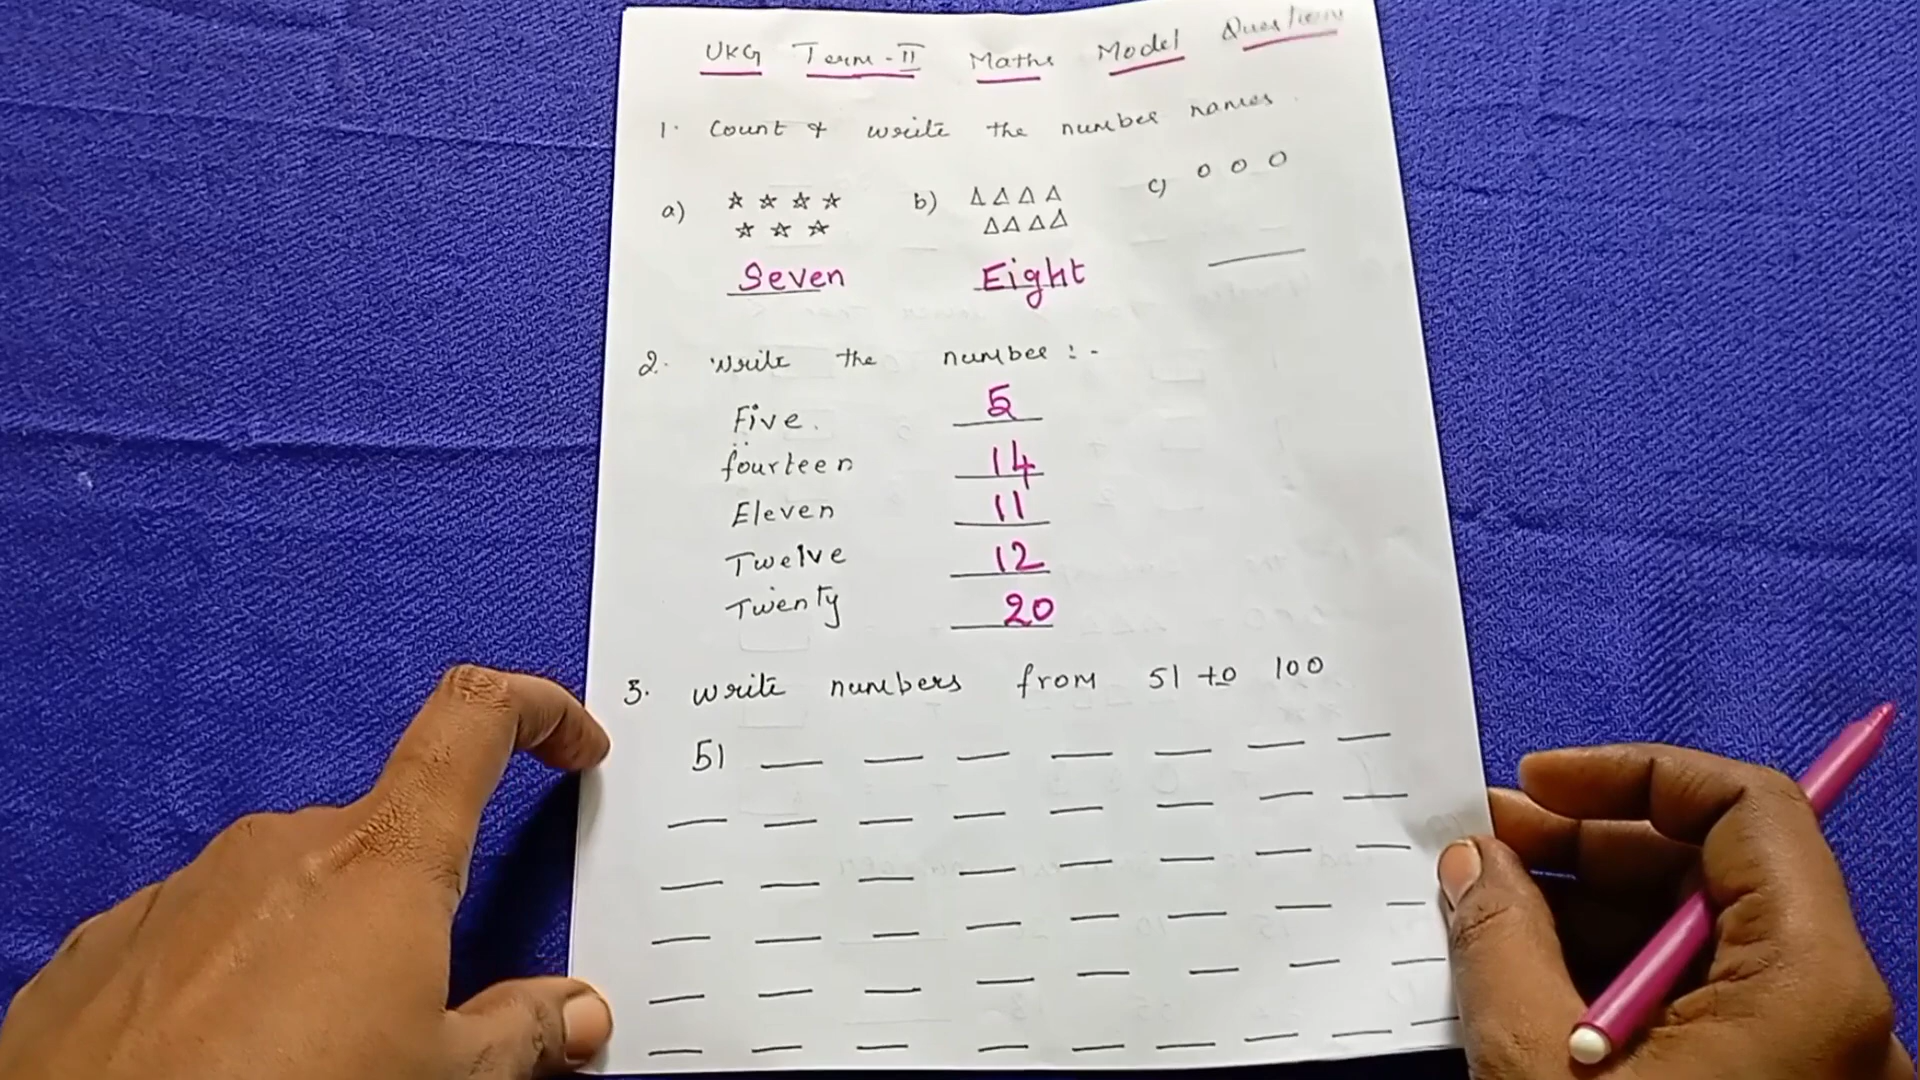 UKG Term - II Maths Model Question
1. Count & write the number names.
a) b) c)
Seven Eight
2. Write the number : -
Five. 5
fourteen 14
Eleven 11
Twelve 12
Twenty 20
3. write numbers from 51 to 100
51